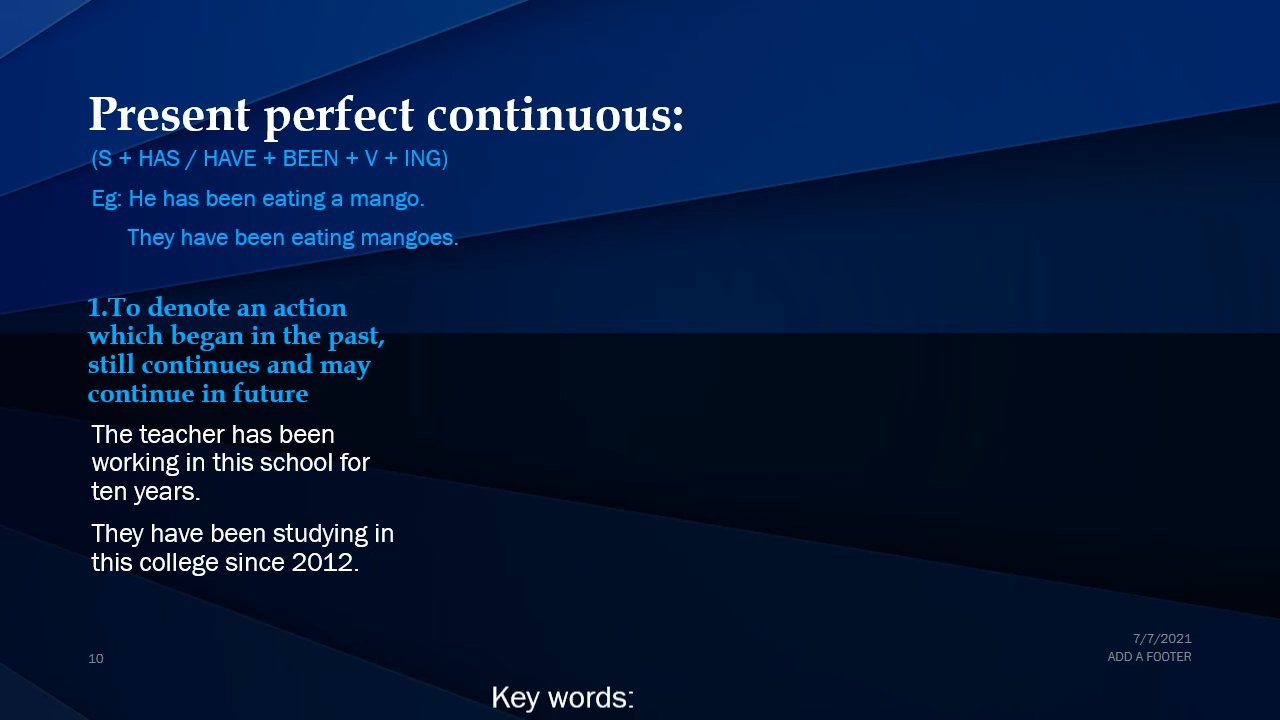 Present perfect continuous:
(S + HAS / HAVE + BEEN + V + ING)
Eg: He has been eating a mango.
They have been eating mangoes.
1.To denote an action
which began in the past,
still continues and may
continue in future
The teacher has been
working in this school for
ten years.
They have been studying in
this college since 2012.
7/7/2021
10
ADD A FOOTER
Key words: